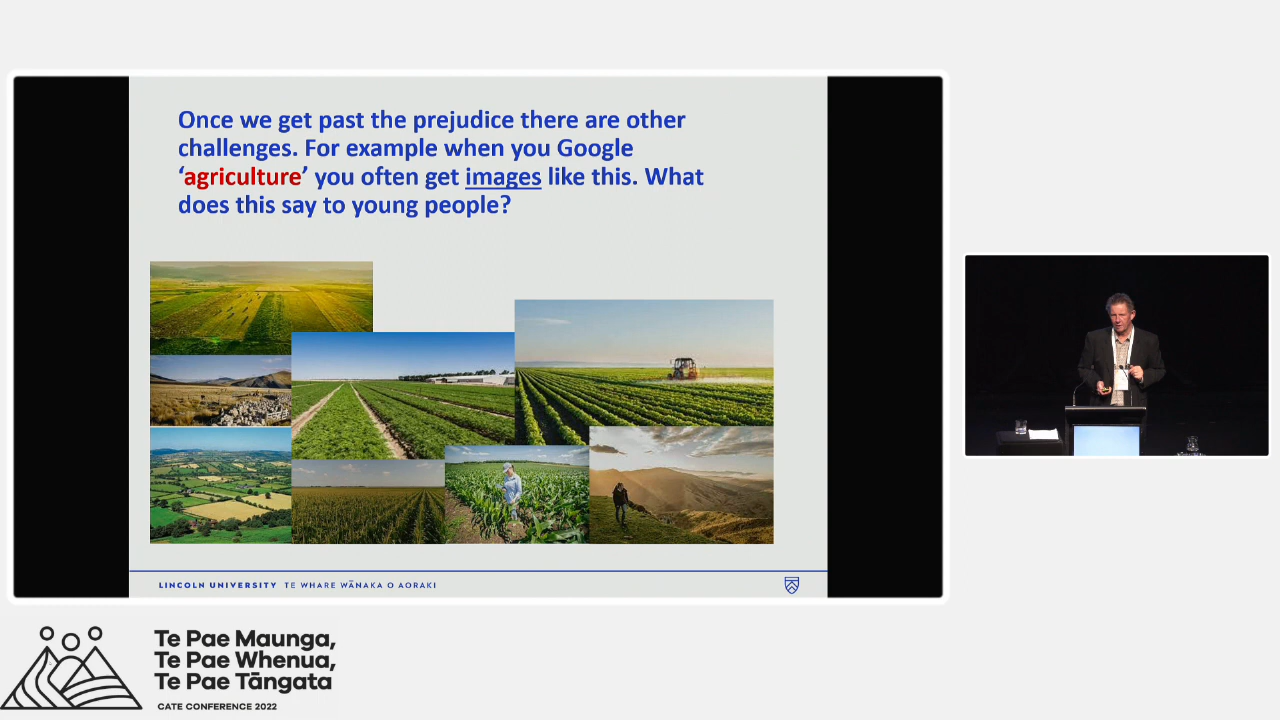 Once we get past the prejudice there are other
challenges. For example when you Google
‘agriculture’ you often get images like this. What
does this say to young people?
LINCOLN UNIVERSITY TE WHARE WĀNAKA O AORAKI
Te Pae Maunga,
Te Pae Whenua,
Te Pae Tāngata
CATE CONFERENCE 2022